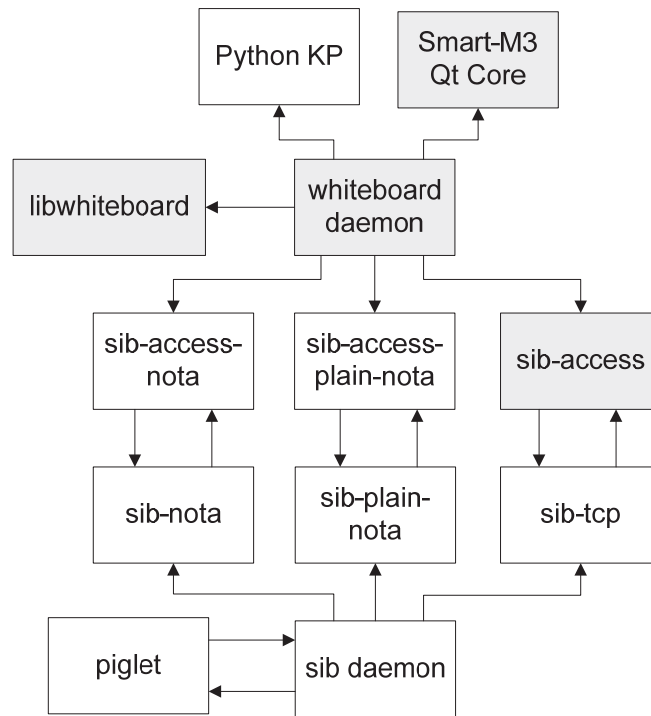 Python KP
Smart-M3
Qt Core
libwhiteboard
whiteboard
daemon
sib-access-
nota
sib-access-
plain-nota
sib-access
sib-nota
sib-plain-
nota
sib-tcp
piglet
sib daemon